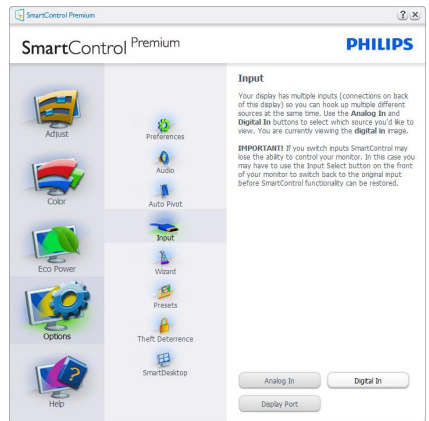 SmartControl Premium
SmartControl Premium
PHILIPS
Adjust
Color
Eco Power
Options
Help
Preferences
Audio
Auto Pivot
Input
Wizard
Presets
Theft Deterrence
SmartDesktop
Input
Your display has multiple inputs (connections on back
of this display) so you can hook up multiple different
sources at the same time. Use the Analog In and
Digital In buttons to select which source you'd like to
view. You are currently viewing the digital in image.
IMPORTANT! If you switch inputs SmartControl may
lose the ability to control your monitor. In this case you
may have to use the Input Select button on the front
of your monitor to switch back to the original input
before SmartControl functionality can be restored.
Analog In
Digital In
Display Port